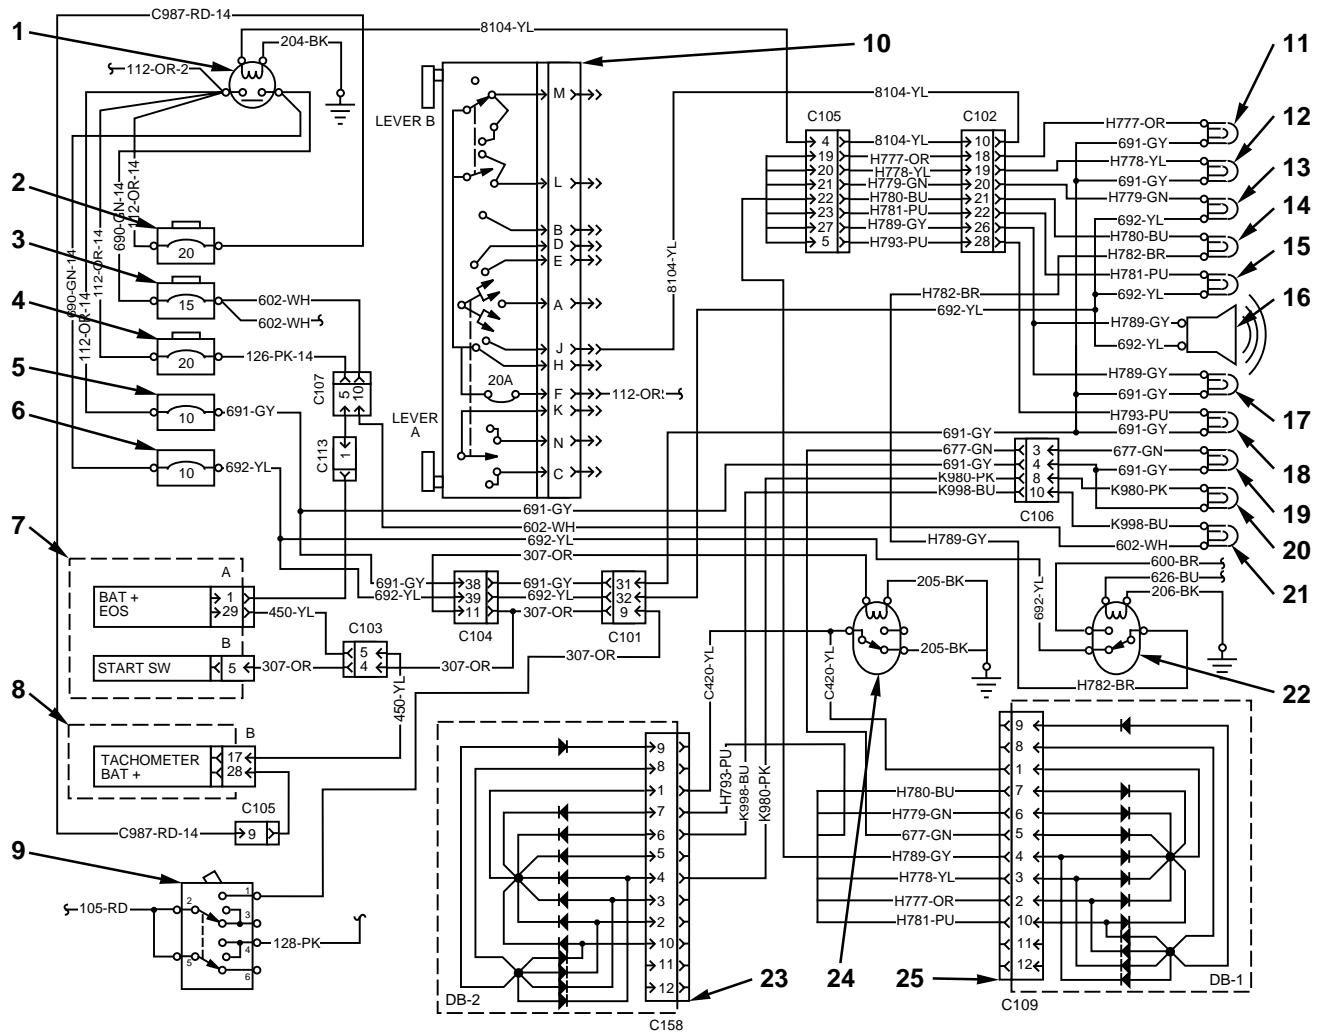 C987-RD-14
1
8104-YL
204-BK
10
11
112-OR-2
M
LEVER B
8104-YL
C105
C102
H777-OR
12
4
8104-YL
10
691-GY
19
H777-OR
18
H778-YL
13
20
H778-YL
19
691-GY
2
690-GN-14
112-OR-14
L
21
H779-GN
20
H779-GN
14
22
H780-BU
21
692-YL
23
H781-PU
22
H780-BU
15
27
H789-GY
26
H782-BR
5
H793-PU
28
H781-PU
3
20
B
D
E
690-GN-14
112-OR-14
112-OR-14
8104-YL
H782-BR
692-YL
16
4
15
602-WH
602-WH
A
692-YL
H789-GY
692-YL
5
20
126-PK-14
J
H
C107
5
10
20A
F
112-OR
H789-GY
691-GY
17
6
10
691-GY
LEVER A
K
H793-PU
691-GY
691-GY
C113
1
N
677-GN
3
677-GN
18
10
692-YL
C
691-GY
4
691-GY
K980-PK
8
K980-PK
19
K998-BU
10
C106
691-GY
K998-BU
20
7
602-WH
602-WH
692-YL
H789-GY
307-OR
600-BR
21
A
691-GY
38
691-GY
31
205-BK
626-BU
BAT +
1
692-YL
39
692-YL
32
692-YL
206-BK
EOS
29
450-YL
11
307-OR
9
B
C103
C104
C101
START SW
5
307-OR
5
4
307-OR
307-OR
205-BK
C420-YL
C420-YL
H782-BR
22
8
450-YL
24
B
TACHOMETER
17
BAT +
28
9
9
8
H793-PU
K998-BU
K980-PK
8
1
1
C105
7
H780-BU
7
C987-RD-14
9
6
H779-GN
6
5
677-GN
5
9
4
H789-GY
4
1
3
H778-YL
3
105-RD
2
3
2
H777-OR
2
4
128-PK
10
H781-PU
10
5
6
11
23
24
25
11
12
12
DB-2
C158
C109
DB-1